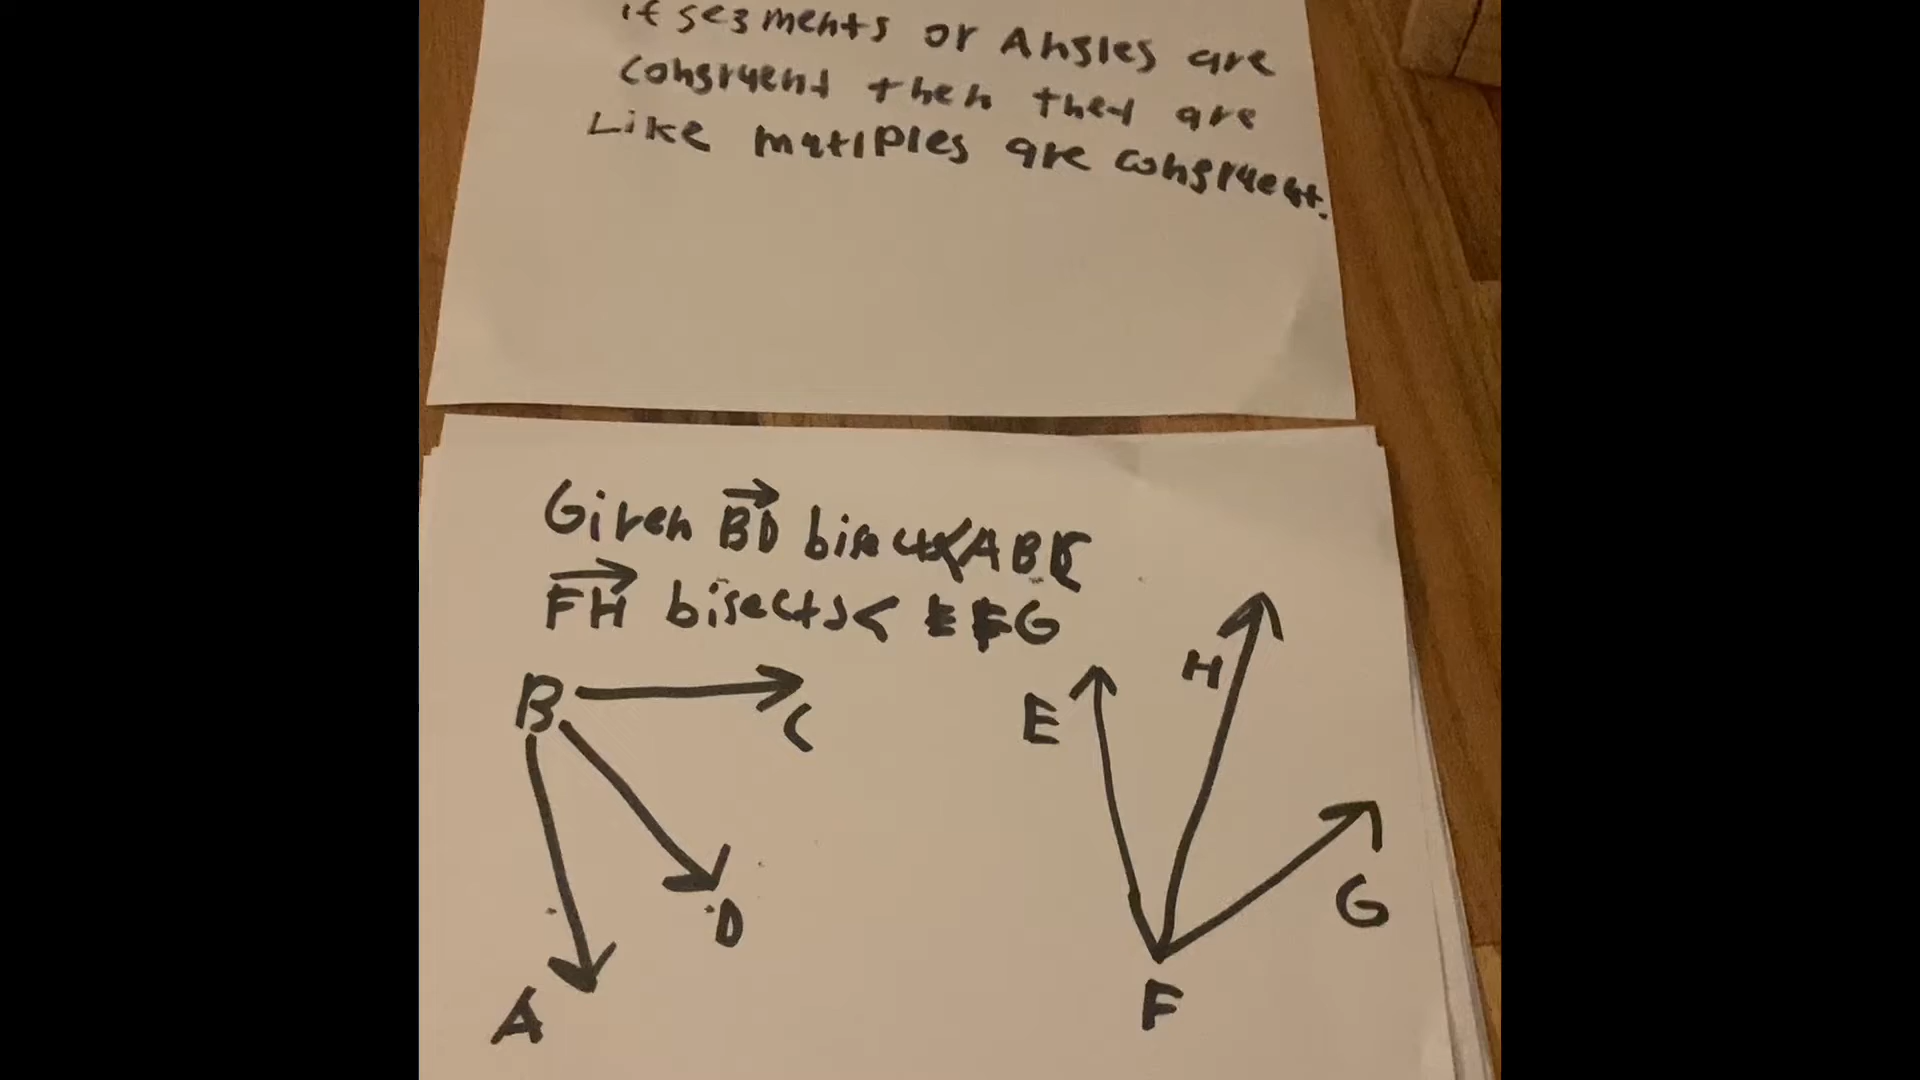 if segments or Angles are
congruent then they are
Like mutiples are congruent.
Given BD bisects <ABC
FH bisects < EFG
H
E
B
C
G
D
F
A